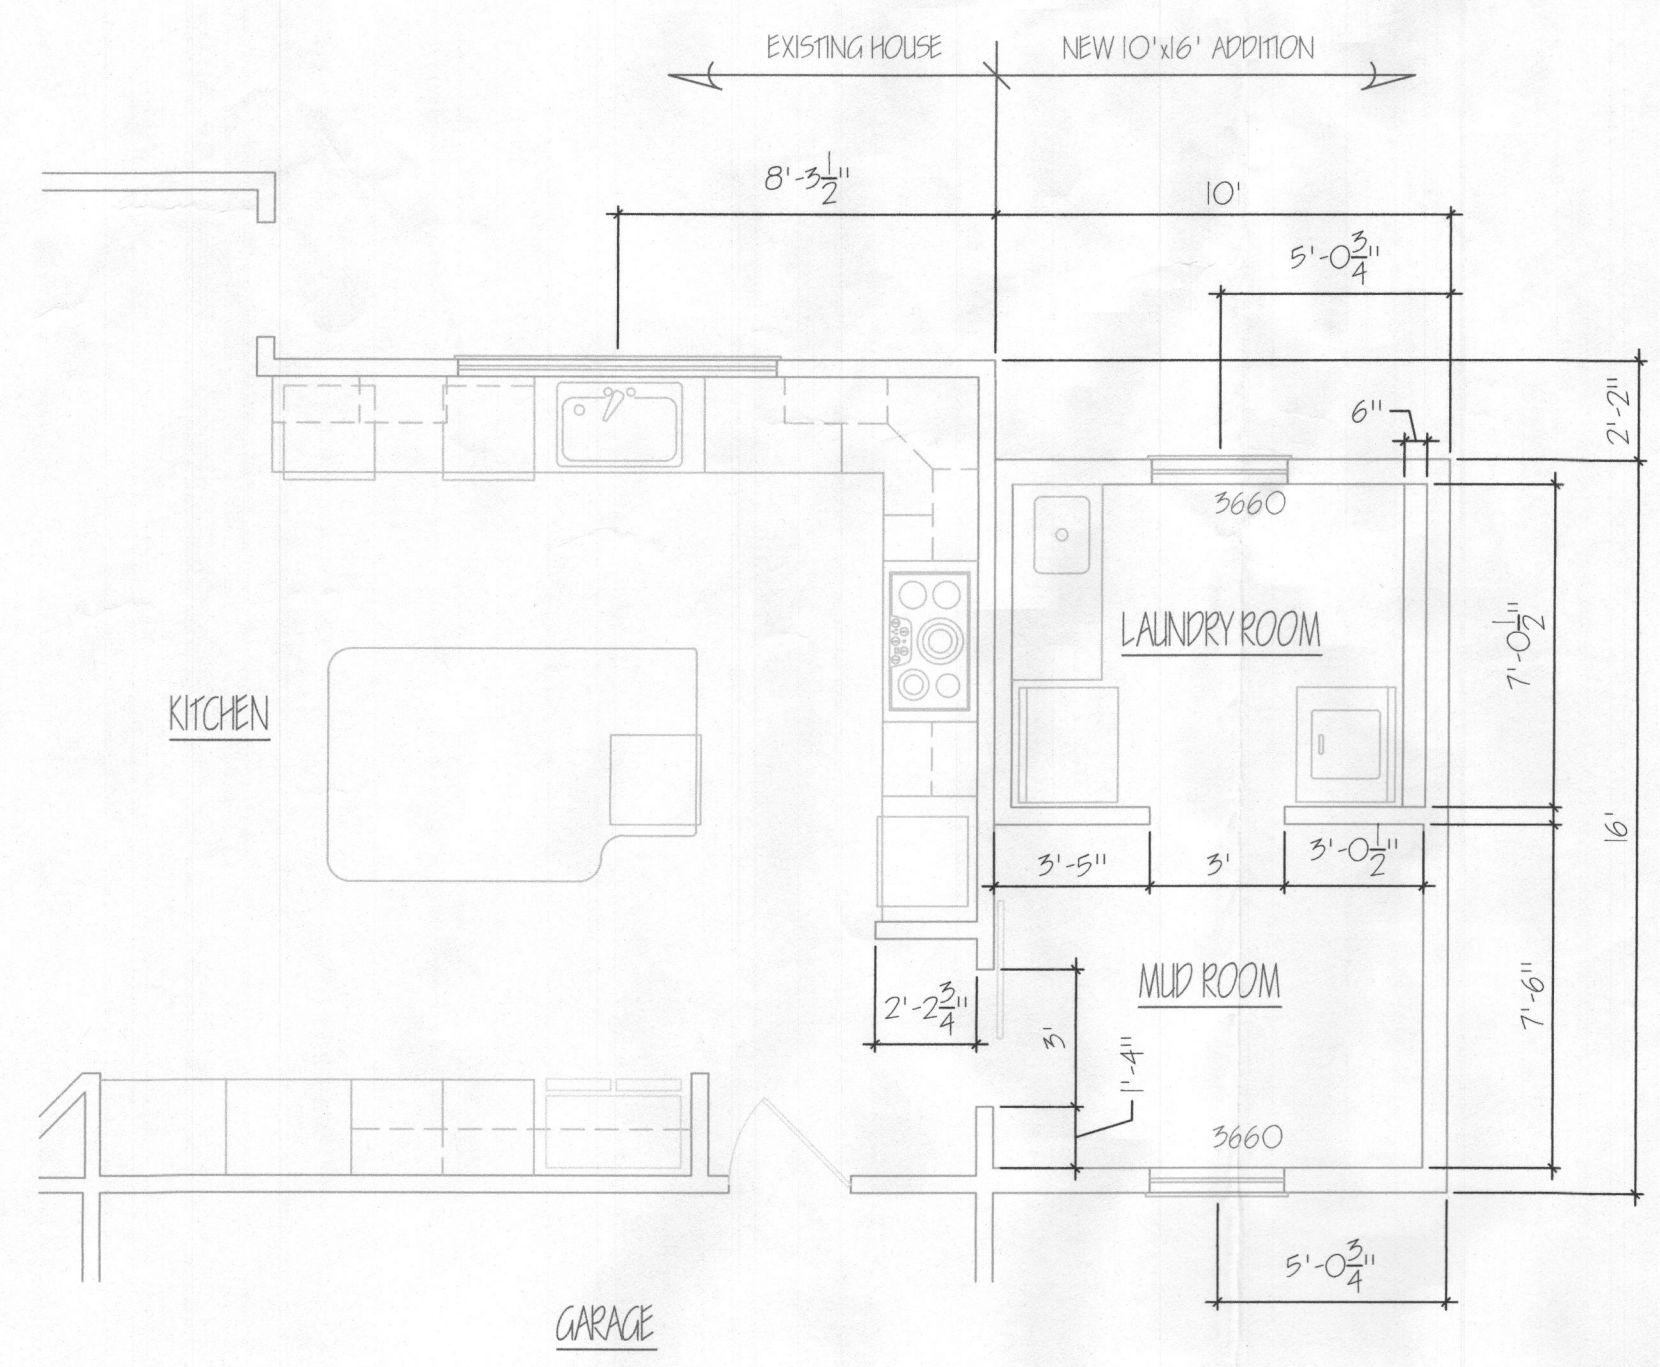 EXISTING HOUSE
NEW 10'x16' ADDITION
8'-3 1/2"
10'
5'-0 3/4"
6"
2'-2"
3660
LAUNDRY ROOM
7'-0 1/2"
KITCHEN
16'
3'-5"
3'
3'-0 1/2"
MUD ROOM
7'-6"
2'-2 3/4"
3'
1'-4"
3660
5'-0 3/4"
GARAGE